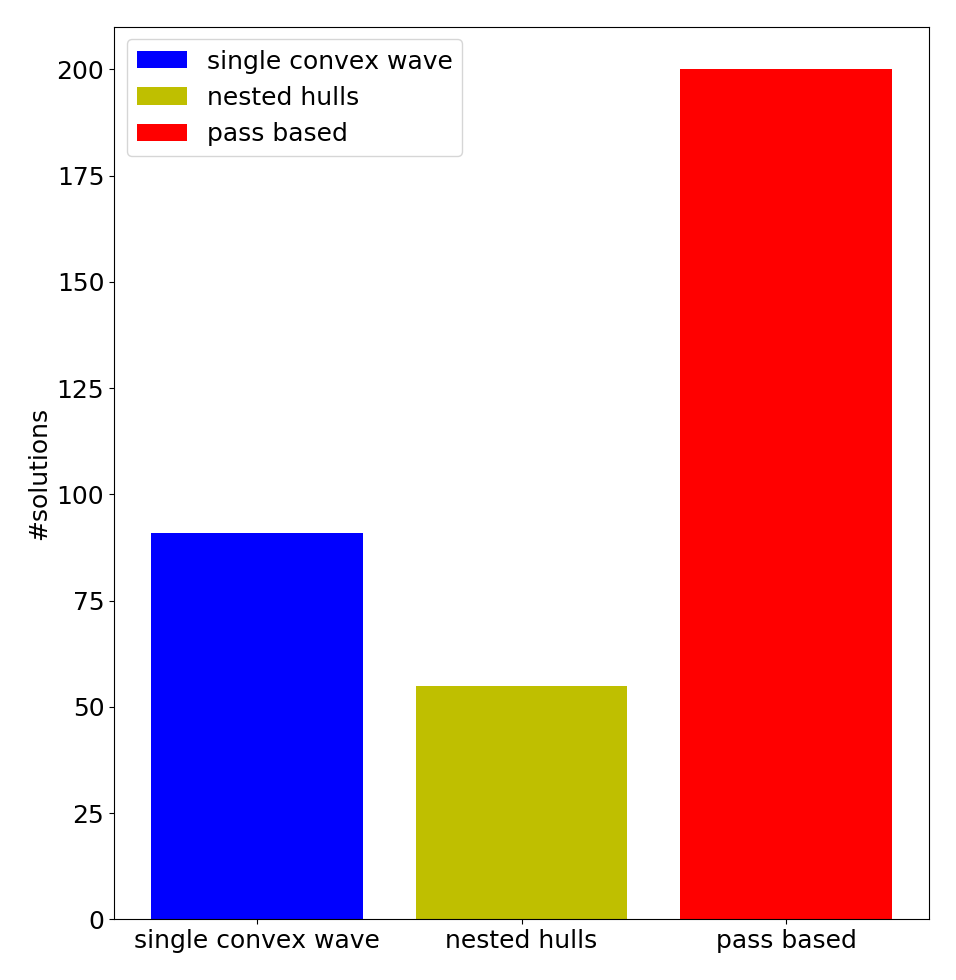 single convex wave
nested hulls
pass based
200
175
150
125
100
75
50
25
0
#solutions
single convex wave
nested hulls
pass based